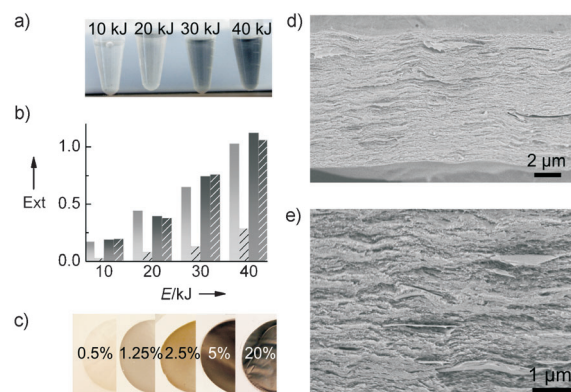 a)
10 kJ 20 kJ 30 kJ 40 kJ
b)
1.0
Ext
0.5
0.0
10 20 30 40
E/kJ
c)
0.5% 1.25% 2.5% 5% 20%
d)
2 μm
e)
1 μm